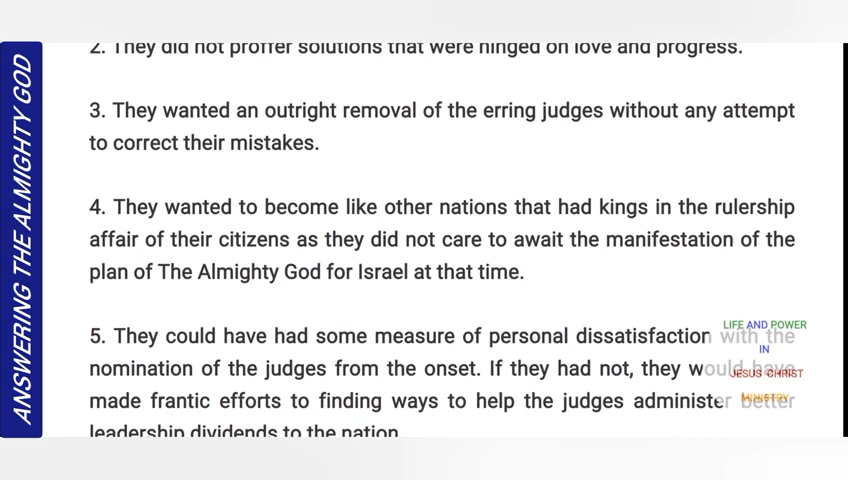 ANSWERING THE ALMIGHTY GOD
2. They did not proffer solutions that were hinged on love and progress.
3. They wanted an outright removal of the erring judges without any attempt
to correct their mistakes.
4. They wanted to become like other nations that had kings in the rulership
affair of their citizens as they did not care to await the manifestation of the
plan of The Almighty God for Israel at that time.
5. They could have had some measure of personal dissatisfaction with the
nomination of the judges from the onset. If they had not, they would have
made frantic efforts to finding ways to help the judges administer better
leadership dividends to the nation.
LIFE AND POWER
IN
JESUS CHRIST
MINISTRY